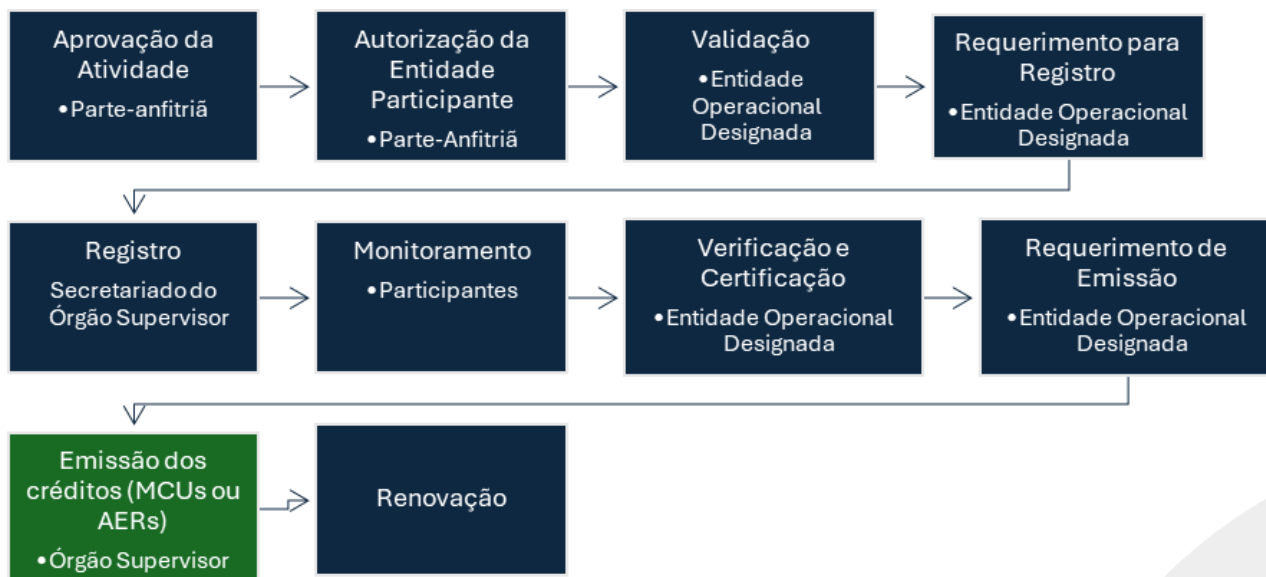 Aprovação da
Atividade
•Parte-anfitriã
Autorização da
Entidade
Participante
•Parte-Anfitriã
Validação
•Entidade
Operacional
Designada
Requerimento para
Registro
•Entidade Operacional
Designada
Registro
Secretariado do
Órgão Supervisor
Monitoramento
•Participantes
Verificação e
Certificação
•Entidade Operacional
Designada
Requerimento de
Emissão
•Entidade Operacional
Designada
Emissão dos
créditos (MCUs ou
AERs)
•Órgão Supervisor
Renovação